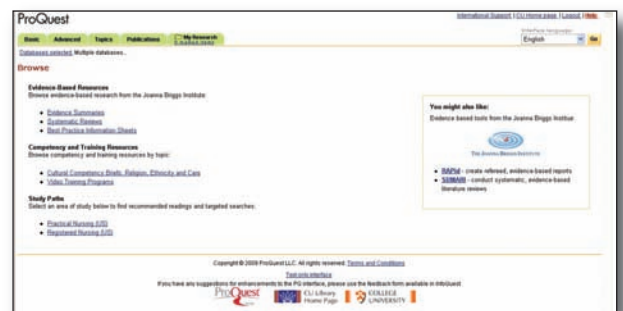 ProQuest
International Support | CU Home page | Logout | Help
Interface language:
English Go
Basic Advanced Topics Publications My Research
Databases selected: Multiple databases...
Browse
Evidence-Based Resources
Browse evidence-based research from the Joanna Briggs Institute:
Evidence Summaries
Systematic Reviews
Best Practice Information Sheets
Competency and Training Resources
Browse competency and training resources by topic:
Cultural Competency Briefs: Religion, Ethnicity and Care
Video Training Programs
Study Paths
Select an area of study below to find recommended readings and targeted searches:
Practical Nursing (US)
Registered Nursing (US)
You might also like:
Evidence based tools from the Joanna Briggs Institue
THE JOANNA BRIGGS INSTITUTE
RAPid - create refereed, evidence-based reports
SUMARI - conduct systematic, evidence-based
literature reviews
Copyright © 2009 ProQuest LLC. All rights reserved. Terms and Conditions
Text-only interface
If you have any suggestions for enhancements to the PQ interface, please use the feedback form available in InfoQuest
ProQuest CU Library
Home Page COLLEGE
UNIVERSITY